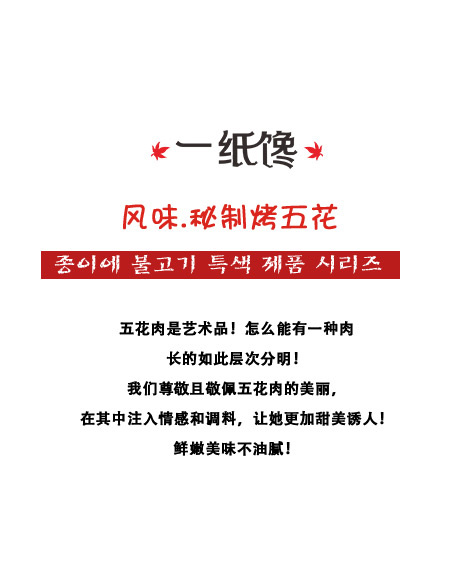 一纸馋
风味.秘制烤五花
종이에 불고기 특색 제품 시리즈
五花肉是艺术品！怎么能有一种肉
长的如此层次分明！
我们尊敬且敬佩五花肉的美丽，
在其中注入情感和调料，让她更加甜美诱人！
鲜嫩美味不油腻！